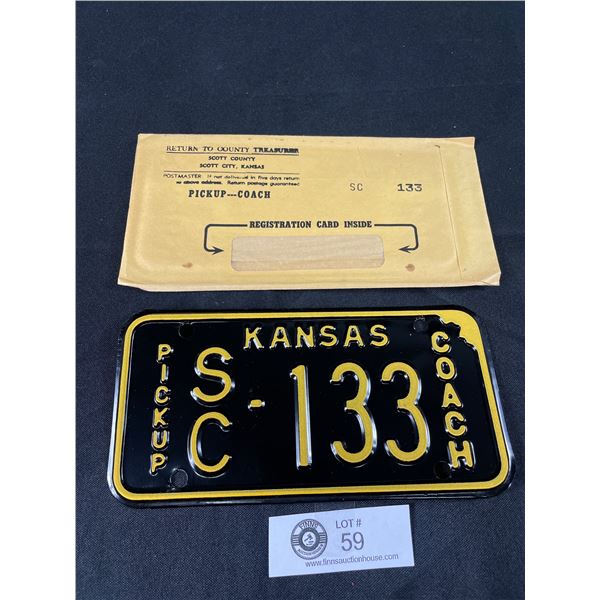 RETURN TO COUNTY TREASURER
SCOTT COUNTY
SCOTT CITY, KANSAS
POSTMASTER: If not delivered in five days return
to above address. Return postage guaranteed
PICKUP---COACH
SC 133
REGISTRATION CARD INSIDE
KANSAS
PICKUP
SC-133
COACH
FINNS
LOT #
59
www.finnsauctionhouse.com